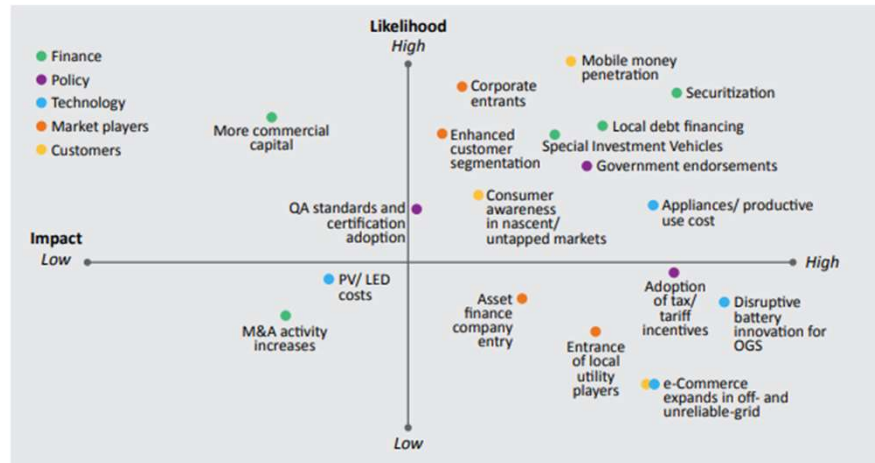 Likelihood
High
Finance
Policy
Technology
Market players
Customers
Mobile money
penetration
Corporate
entrants
Securitization
More commercial
capital
Enhanced
customer
segmentation
Local debt financing
Special Investment Vehicles
Government endorsements
QA standards and
certification
adoption
Consumer
awareness
in nascent/
untapped markets
Appliances/ productive
use cost
Impact
Low
High
PV/ LED
costs
M&A activity
increases
Asset
finance
company
entry
Entrance
of local
utility
players
Adoption
of tax/
tariff
incentives
Disruptive
battery
innovation for
OGS
e-Commerce
expands in off- and
unreliable-grid
Low